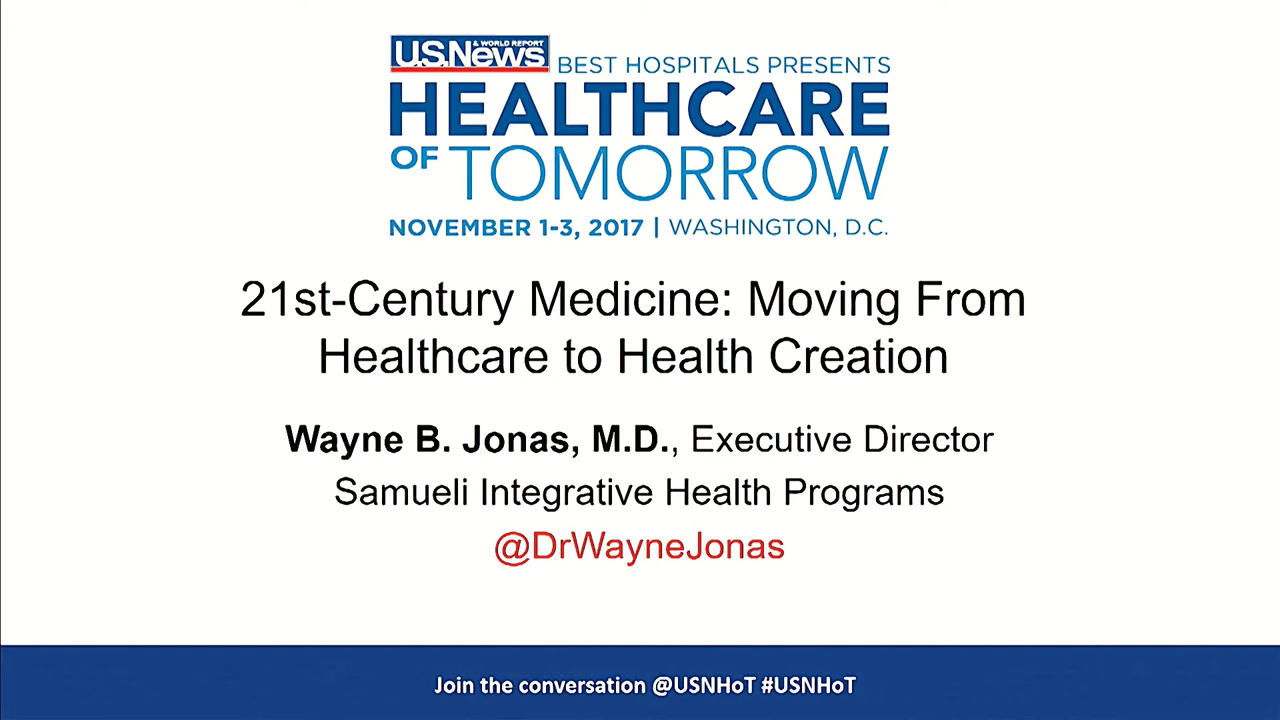 U.S.News
& WORLD REPORT
BEST HOSPITALS PRESENTS
HEALTHCARE
OF TOMORROW
NOVEMBER 1-3, 2017 | WASHINGTON, D.C.
21st-Century Medicine: Moving From
Healthcare to Health Creation
Wayne B. Jonas, M.D., Executive Director
Samueli Integrative Health Programs
@DrWayneJonas
Join the conversation @USNHoT #USNHoT